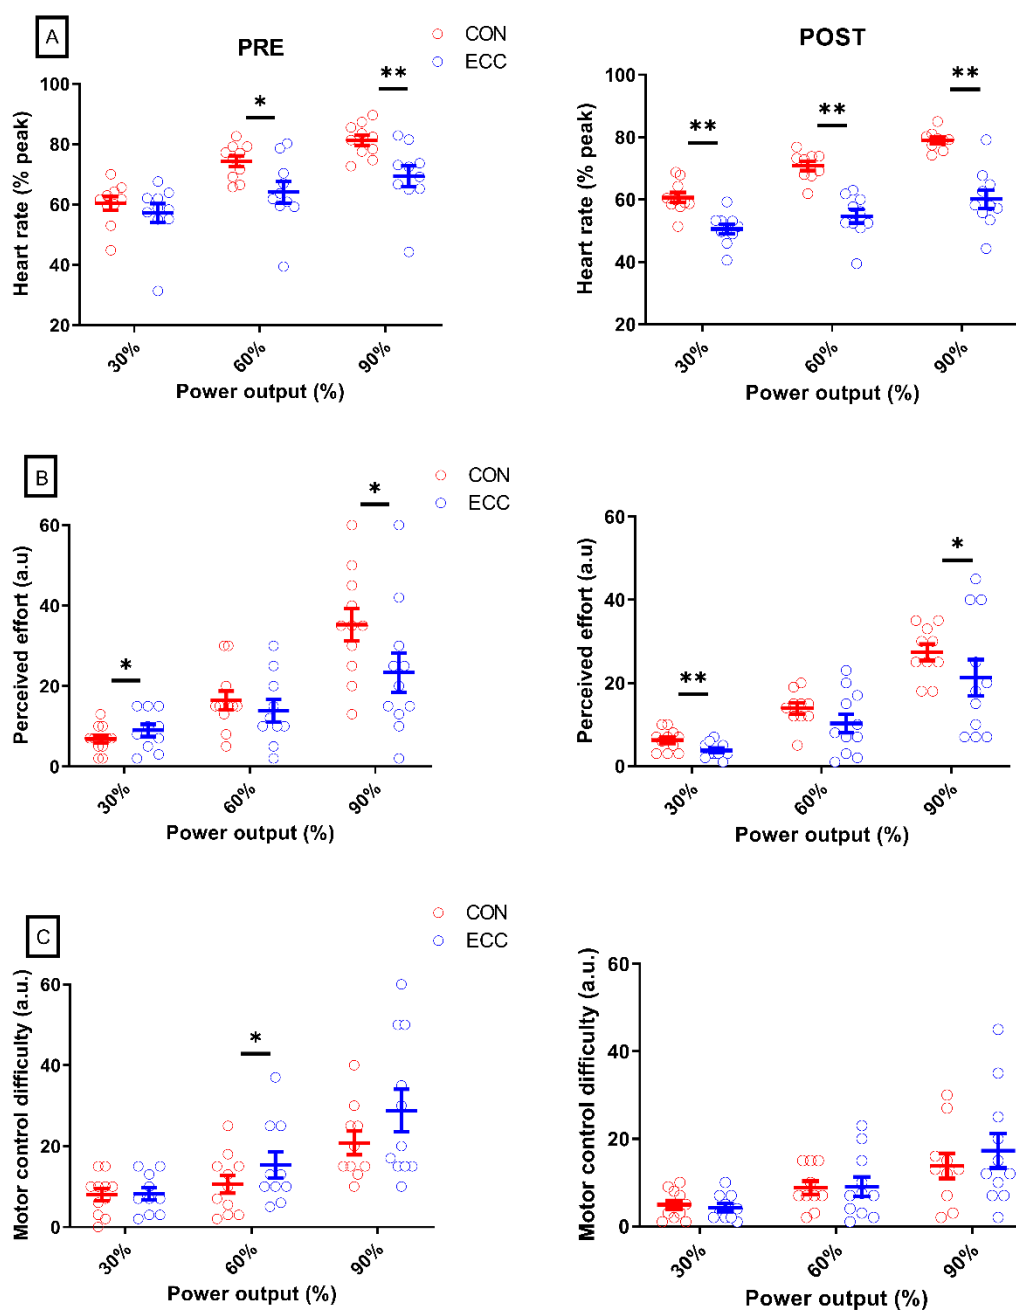 A
PRE
CON
ECC
POST
Heart rate (% peak)
100
80
60
40
20
*
**
30%
60%
90%
Power output (%)
Heart rate (% peak)
100
80
60
40
20
**
**
**
30%
60%
90%
Power output (%)
B
CON
ECC
Perceived effort (a.u)
60
40
20
0
*
*
30%
60%
90%
Power output (%)
Perceived effort (a.u)
60
40
20
0
**
*
30%
60%
90%
Power output (%)
C
CON
ECC
Motor control difficulty (a.u.)
60
40
20
0
*
30%
60%
90%
Power output (%)
Motor control difficulty (a.u.)
60
40
20
0
30%
60%
90%
Power output (%)